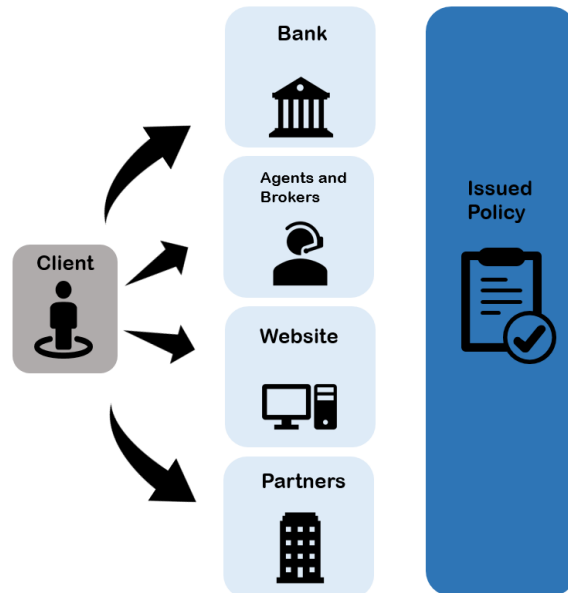 Bank
Agents and
Brokers
Client
Website
Partners
Issued
Policy